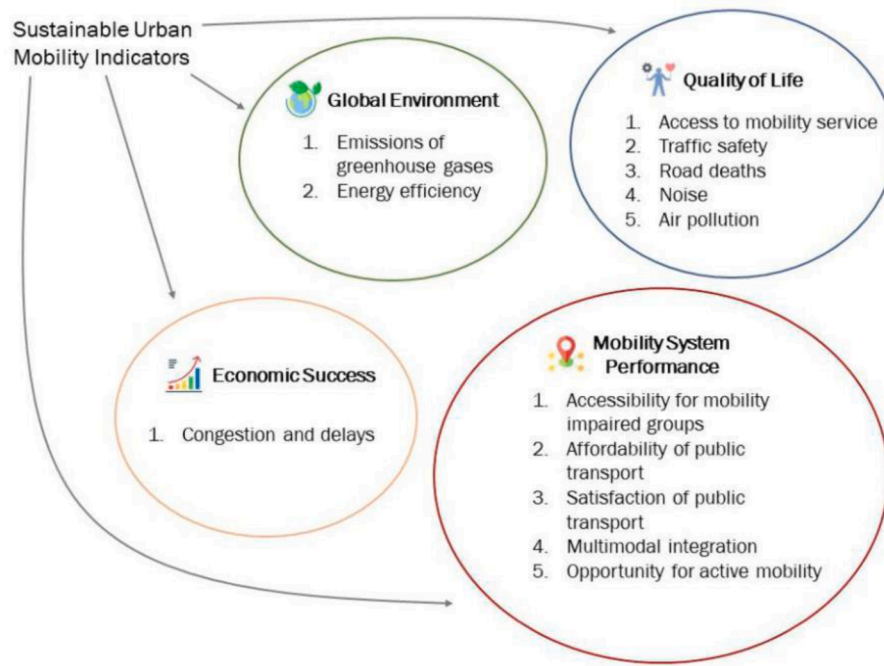 Sustainable Urban
Mobility Indicators
Global Environment
1. Emissions of
greenhouse gases
2. Energy efficiency
Quality of Life
1. Access to mobility service
2. Traffic safety
3. Road deaths
4. Noise
5. Air pollution
Economic Success
1. Congestion and delays
Mobility System
Performance
1. Accessibility for mobility
impaired groups
2. Affordability of public
transport
3. Satisfaction of public
transport
4. Multimodal integration
5. Opportunity for active mobility